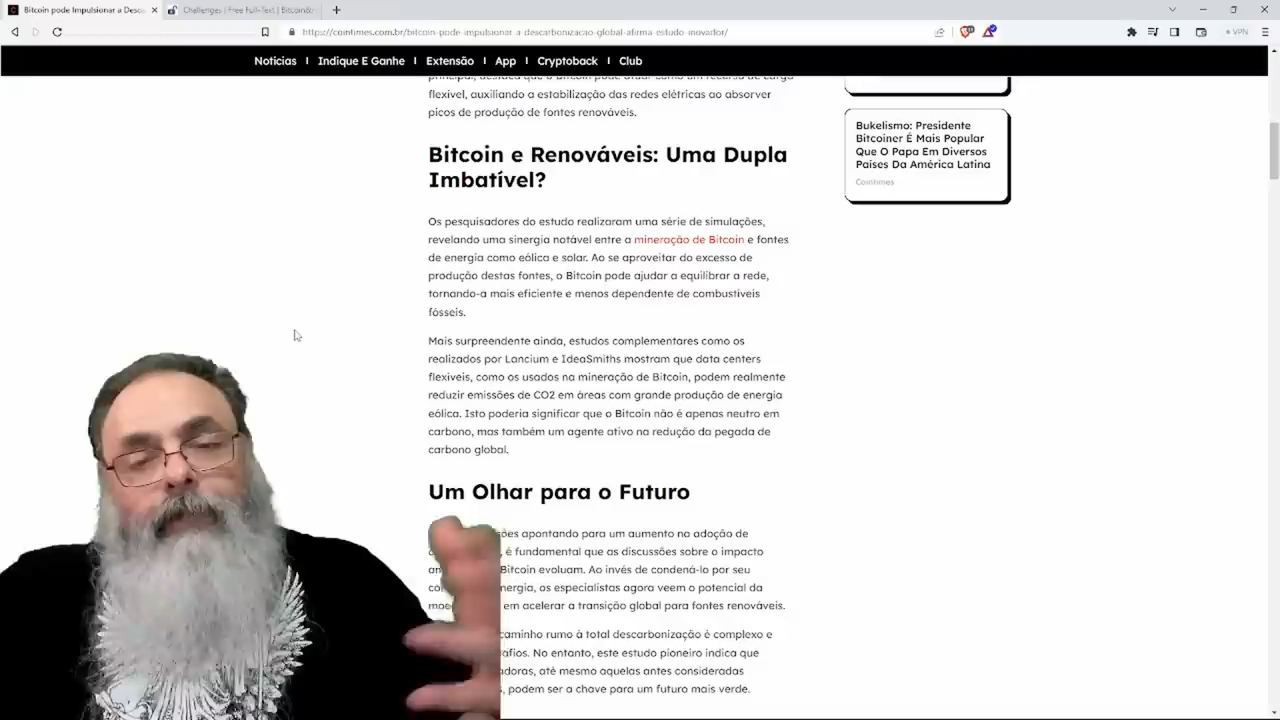 Bitcoin pode Impulsionar a Desc
Challenges | Free Full-Text | Bitcoin&r
https://cointimes.com.br/bitcoin-pode-impulsionar-a-descarbonizacao-global-afirma-estudo-inovador/
VPN
Notícias | Indique E Ganhe | Extensão | App | Cryptoback | Club
principal, destaca que o Bitcoin pode atuar como um recurso de carga
flexível, auxiliando a estabilização das redes elétricas ao absorver
picos de produção de fontes renováveis.
Bitcoin e Renováveis: Uma Dupla
Imbatível?
Os pesquisadores do estudo realizaram uma série de simulações,
revelando uma sinergia notável entre a mineração de Bitcoin e fontes
de energia como eólica e solar. Ao se aproveitar do excesso de
produção destas fontes, o Bitcoin pode ajudar a equilibrar a rede,
tornando-a mais eficiente e menos dependente de combustíveis
fósseis.
Mais surpreendente ainda, estudos complementares como os
realizados por Lancium e IdeaSmiths mostram que data centers
flexíveis, como os usados na mineração de Bitcoin, podem realmente
reduzir emissões de CO2 em áreas com grande produção de energia
eólica. Isto poderia significar que o Bitcoin não é apenas neutro em
carbono, mas também um agente ativo na redução da pegada de
carbono global.
Um Olhar para o Futuro
apontando para um aumento na adoção de
, é fundamental que as discussões sobre o impacto
Bitcoin evoluam. Ao invés de condená-lo por seu
nergia, os especialistas agora veem o potencial da
em acelerar a transição global para fontes renováveis.
caminho rumo à total descarbonização é complexo e
afios. No entanto, este estudo pioneiro indica que
adoras, até mesmo aquelas antes consideradas
, podem ser a chave para um futuro mais verde.
Bukelismo: Presidente
Bitcoiner É Mais Popular
Que O Papa Em Diversos
Países Da América Latina
Cointimes